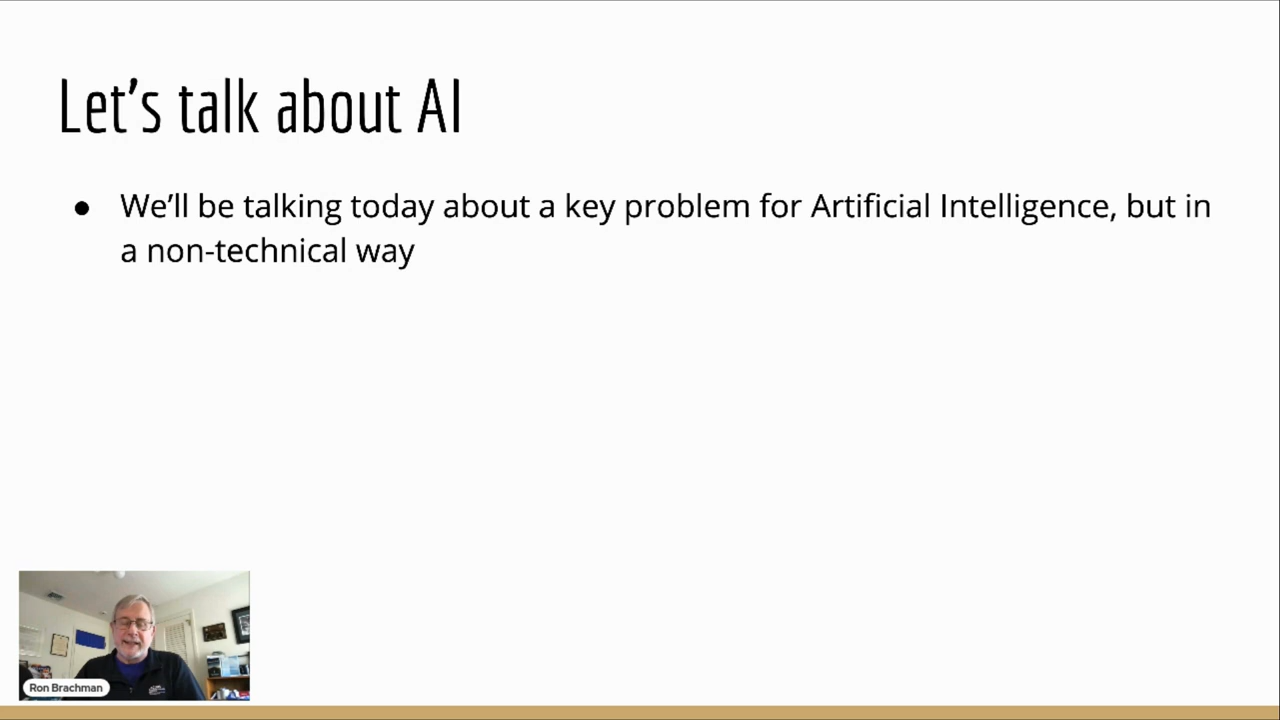 Let's talk about AI
● We'll be talking today about a key problem for Artificial Intelligence, but in
a non-technical way
Ron Brachman